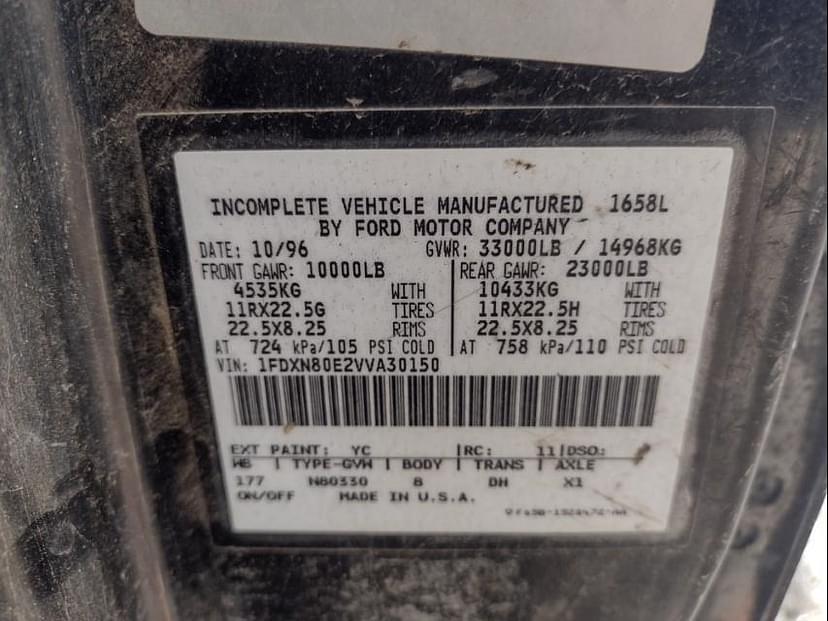 INCOMPLETE VEHICLE MANUFACTURED 1658L
BY FORD MOTOR COMPANY
DATE: 10/96 GVWR: 33000LB / 14968KG
FRONT GAWR: 10000LB | REAR GAWR: 23000LB
4535KG WITH | 10433KG WITH
11RX22.5G TIRES | 11RX22.5H TIRES
22.5X8.25 RIMS | 22.5X8.25 RIMS
AT 724 kPa/105 PSI COLD | AT 758 kPa/110 PSI COLD
VIN: 1FDXN80E2VVA30150
EXT PAINT: YC |RC: 11|DSO:
WB | TYPE-GVW | BODY | TRANS | AXLE
177 N80330 8 DH X1
ON/OFF MADE IN U.S.A.